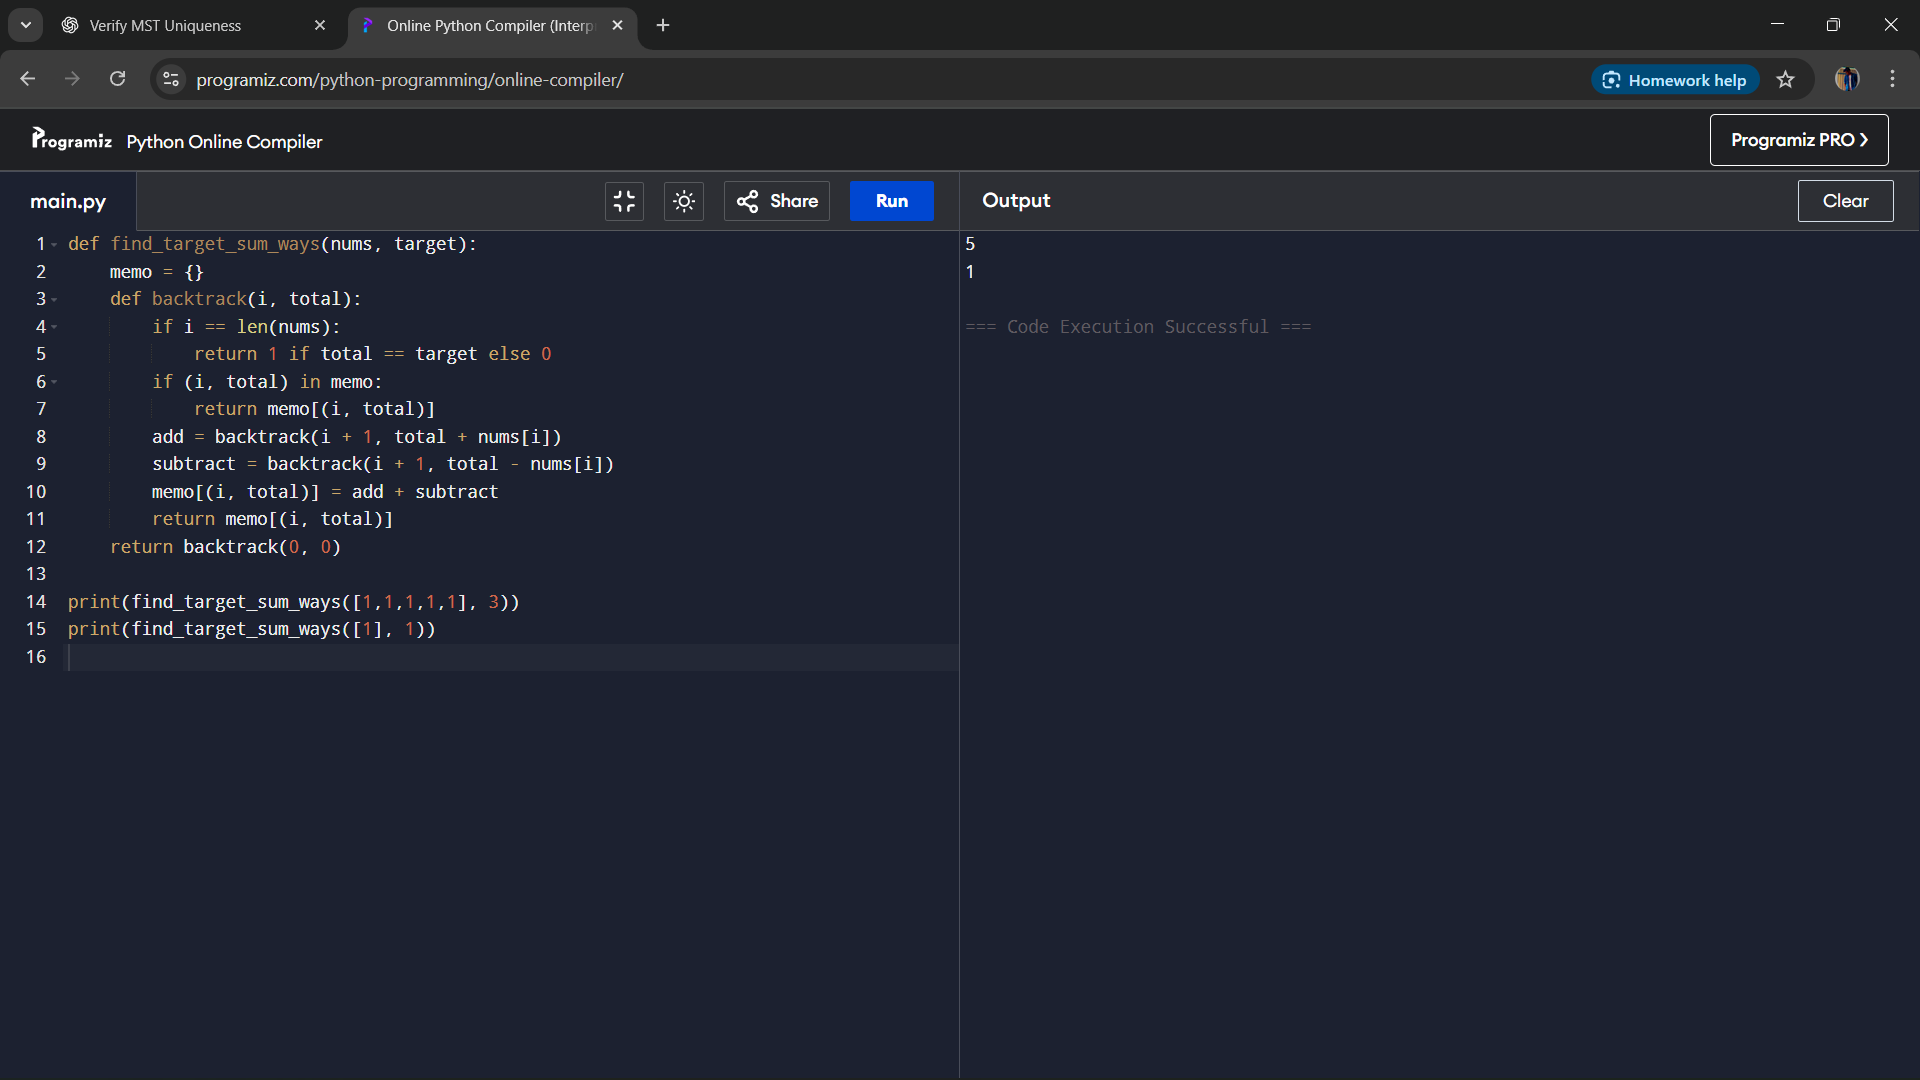 Verify MST Uniqueness
Online Python Compiler (Interp
programiz.com/python-programming/online-compiler/
Homework help
Programiz Python Online Compiler
Programiz PRO
main.py
Share
Run
Output
Clear
1 def find_target_sum_ways(nums, target):
2     memo = {}
3     def backtrack(i, total):
4         if i == len(nums):
5             return 1 if total == target else 0
6         if (i, total) in memo:
7             return memo[(i, total)]
8         add = backtrack(i + 1, total + nums[i])
9         subtract = backtrack(i + 1, total - nums[i])
10         memo[(i, total)] = add + subtract
11         return memo[(i, total)]
12     return backtrack(0, 0)
13
14 print(find_target_sum_ways([1,1,1,1,1], 3))
15 print(find_target_sum_ways([1], 1))
16
5
1
=== Code Execution Successful ===